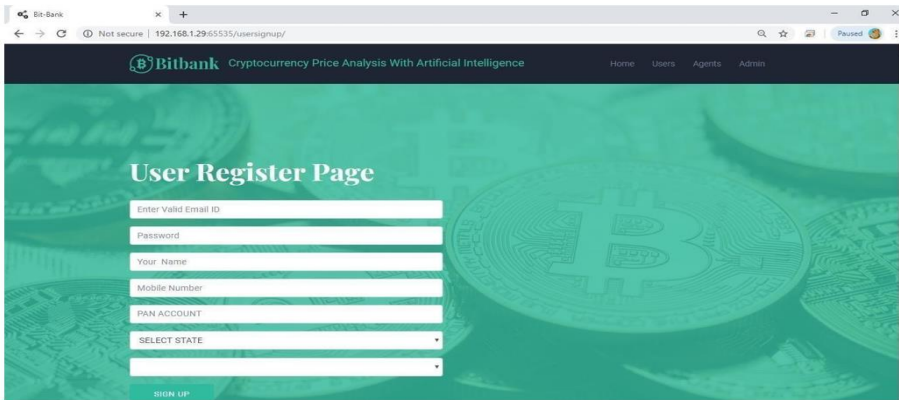 Bit-Bank
Not secure | 192.168.1.29:65535/usersignup/
Paused
Bitbank Cryptocurrency Price Analysis With Artificial Intelligence
Home Users Agents Admin
User Register Page
Enter Valid Email ID
Password
Your Name
Mobile Number
PAN ACCOUNT
SELECT STATE
SIGN UP